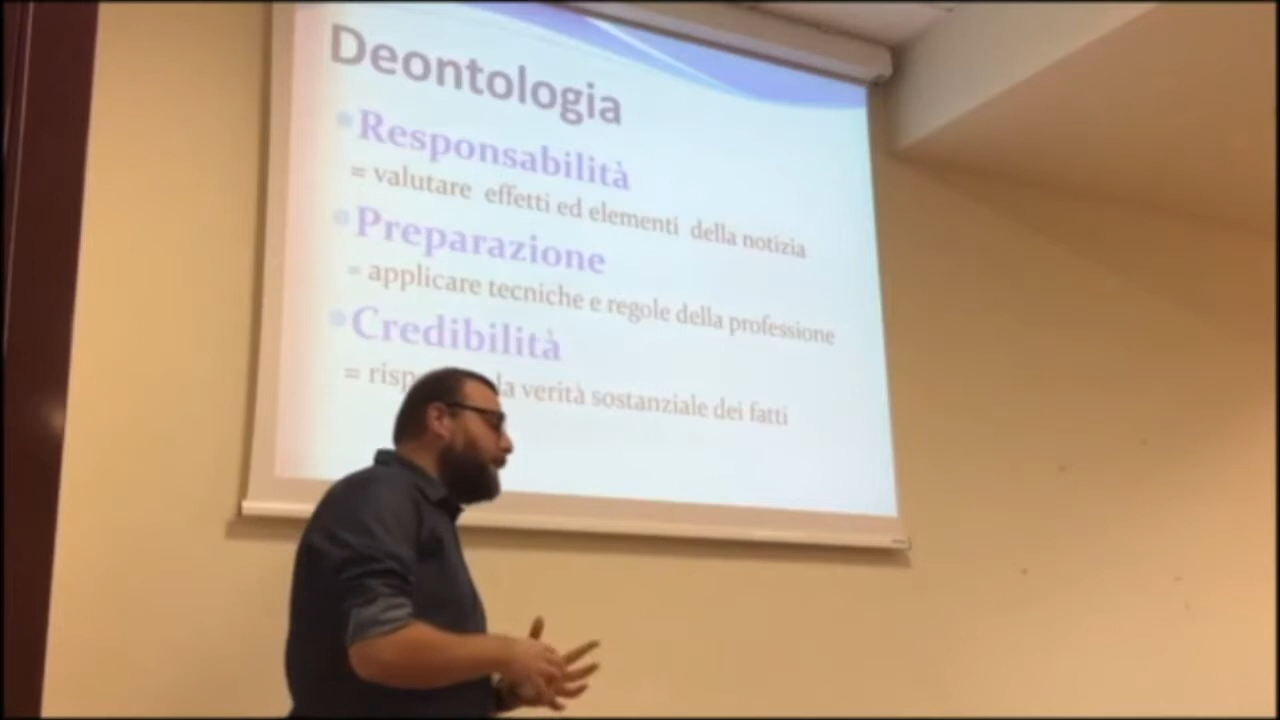 Deontologia
Responsabilità
= valutare effetti ed elementi della notizia
Preparazione
= applicare tecniche e regole della professione
Credibilità
= la verità sostanziale dei fatti